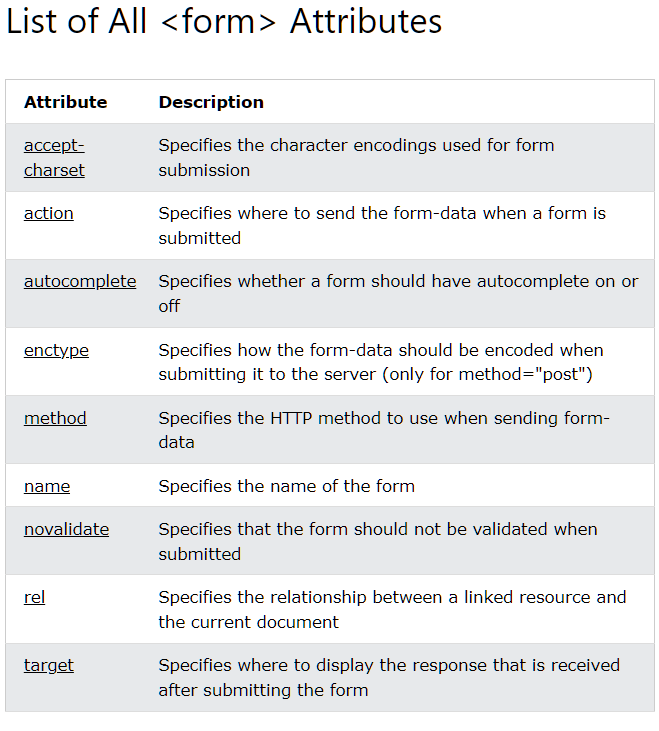 List of All <form> Attributes
Attribute Description
accept- Specifies the character encodings used for form
charset submission
action Specifies where to send the form-data when a form is
submitted
autocomplete Specifies whether a form should have autocomplete on or
off
enctype Specifies how the form-data should be encoded when
submitting it to the server (only for method="post")
method Specifies the HTTP method to use when sending form-
data
name Specifies the name of the form
novalidate Specifies that the form should not be validated when
submitted
rel Specifies the relationship between a linked resource and
the current document
target Specifies where to display the response that is received
after submitting the form